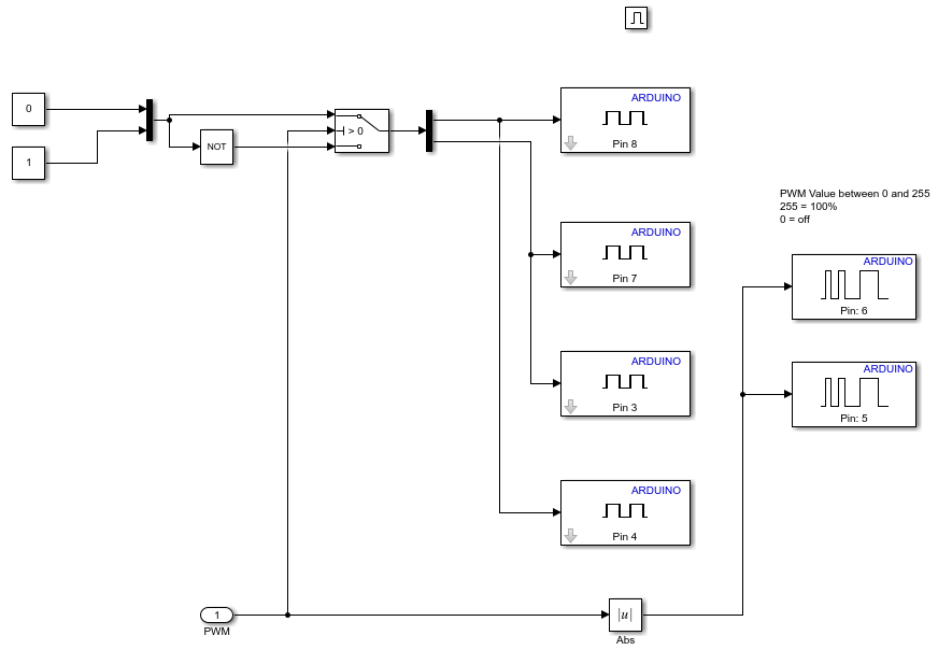 0
1
NOT
> 0
ARDUINO
Pin 8
ARDUINO
Pin 7
ARDUINO
Pin 3
ARDUINO
Pin 4
PWM Value between 0 and 255
255 = 100%
0 = off
ARDUINO
Pin: 6
ARDUINO
Pin: 5
1
PWM
|u|
Abs